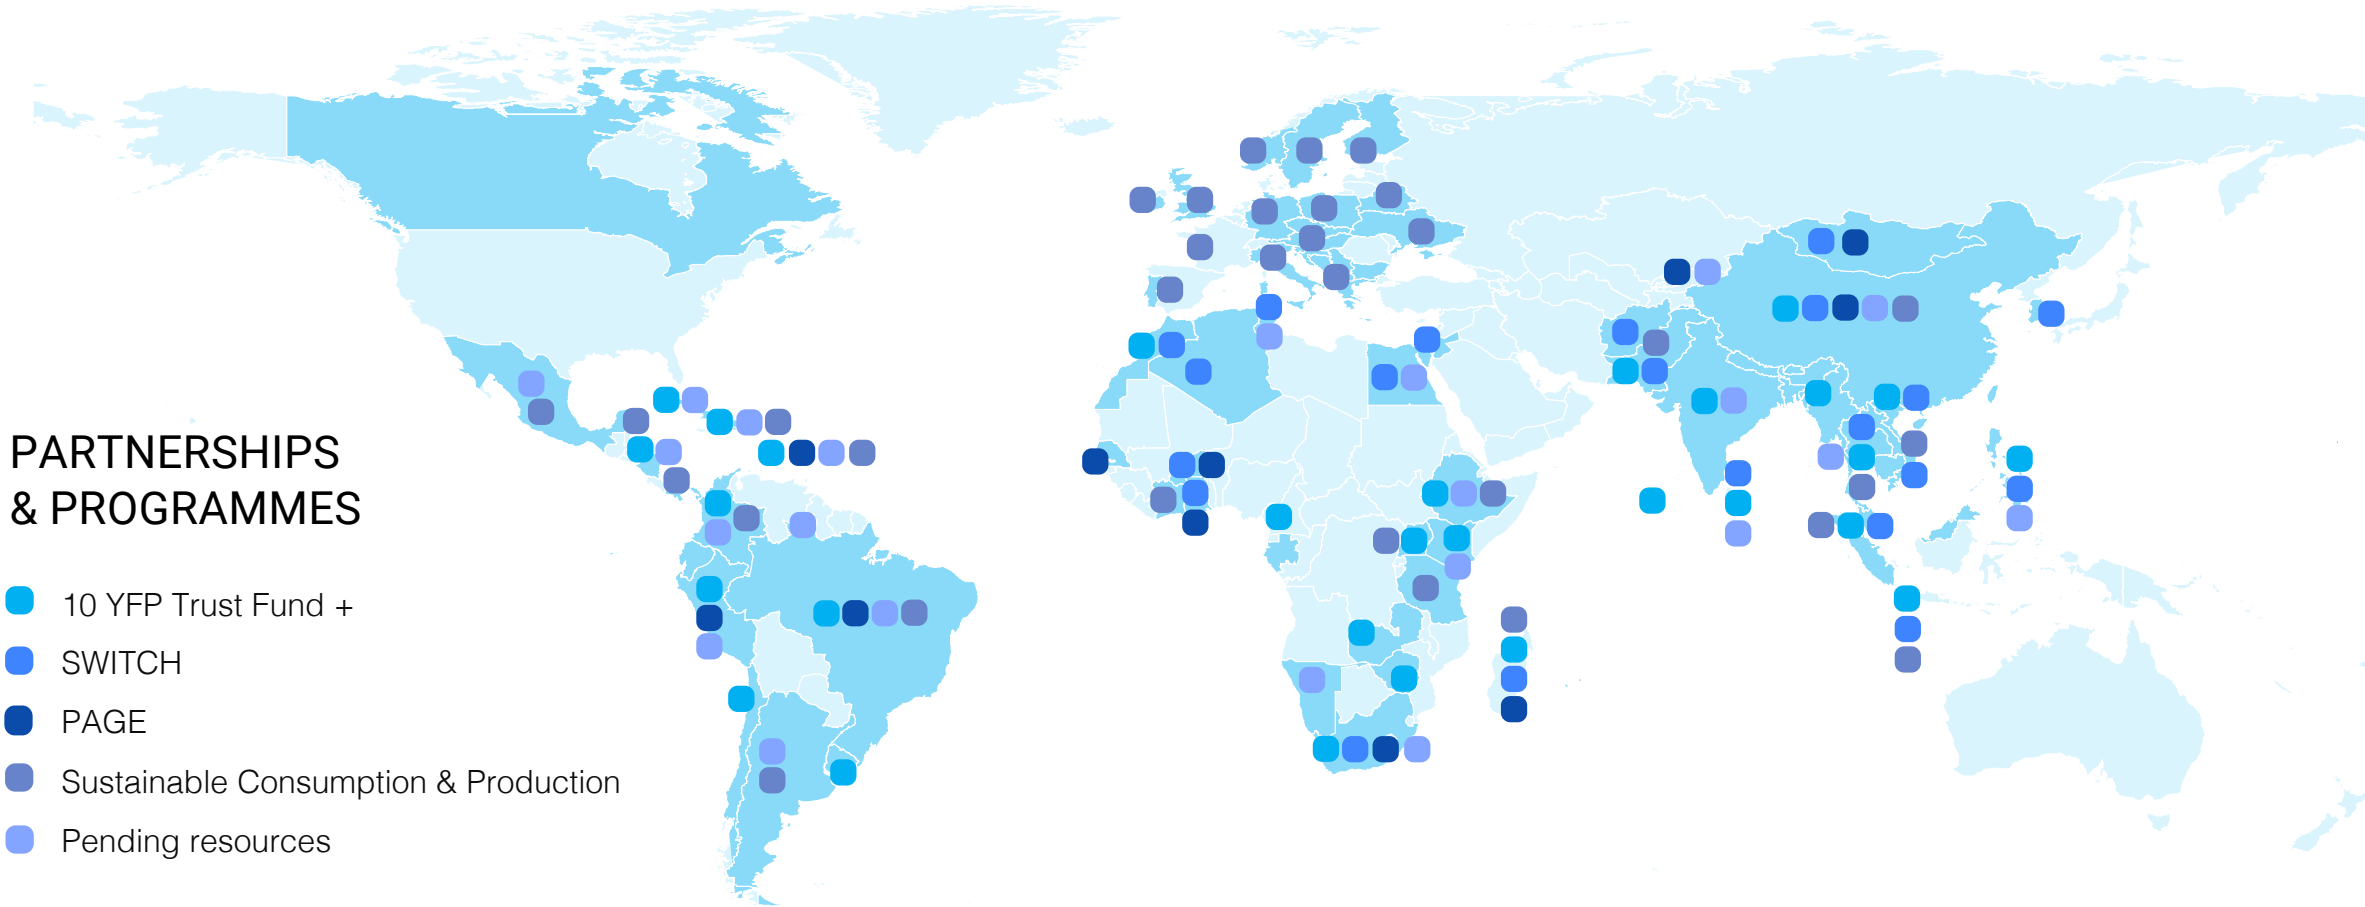 PARTNERSHIPS
& PROGRAMMES
10 YFP Trust Fund +
SWITCH
PAGE
Sustainable Consumption & Production
Pending resources